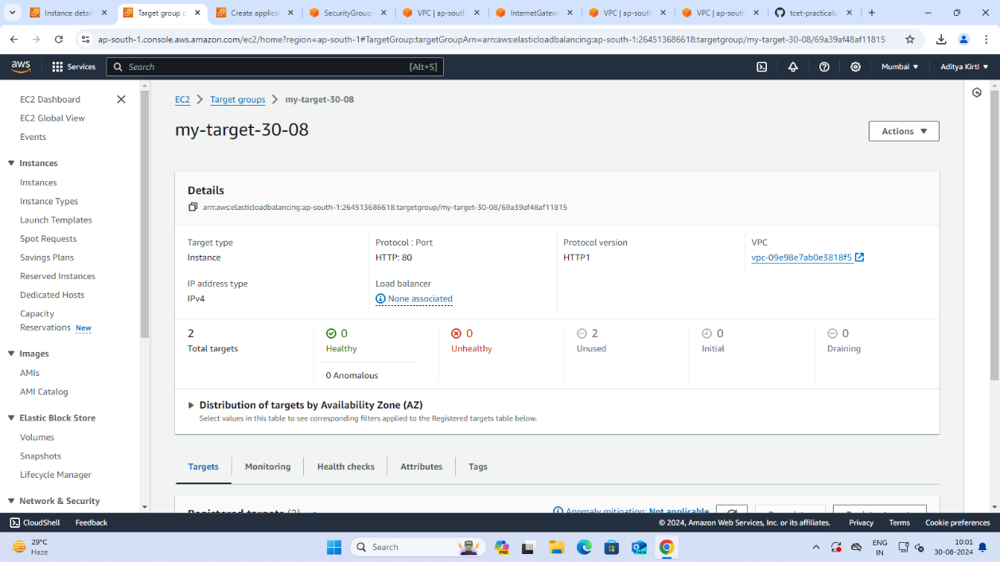 Instance detail
Target group d
Create applicat
SecurityGroup
VPC | ap-south
InternetGatew
VPC | ap-south
VPC | ap-south
tcet-practicals
ap-south-1.console.aws.amazon.com/ec2/home?region=ap-south-1#TargetGroup:targetGroupArn=arn:aws:elasticloadbalancing:ap-south-1:264513686618:targetgroup/my-target-30-08/69a39af48af11815
aws
Services
Search
[Alt+S]
Mumbai
Aditya Kirti
EC2 Dashboard
EC2 Global View
Events
Instances
Instances
Instance Types
Launch Templates
Spot Requests
Savings Plans
Reserved Instances
Dedicated Hosts
Capacity
Reservations New
Images
AMIs
AMI Catalog
Elastic Block Store
Volumes
Snapshots
Lifecycle Manager
Network & Security
EC2
Target groups
my-target-30-08
my-target-30-08
Actions
Details
arn:aws:elasticloadbalancing:ap-south-1:264513686618:targetgroup/my-target-30-08/69a39af48af11815
Target type
Instance
Protocol : Port
HTTP: 80
Protocol version
HTTP1
VPC
vpc-09e98e7ab0e3818f5
IP address type
IPv4
Load balancer
None associated
2
Total targets
0
Healthy
0 Anomalous
0
Unhealthy
2
Unused
0
Initial
0
Draining
Distribution of targets by Availability Zone (AZ)
Select values in this table to see corresponding filters applied to the Registered targets table below.
Targets
Monitoring
Health checks
Attributes
Tags
Registered targets (2)
Anomaly mitigation: Not applicable
CloudShell
Feedback
© 2024, Amazon Web Services, Inc. or its affiliates.
Privacy
Terms
Cookie preferences
29°C
Haze
Search
PRE
NEW
ENG
IN
10:01
30-08-2024